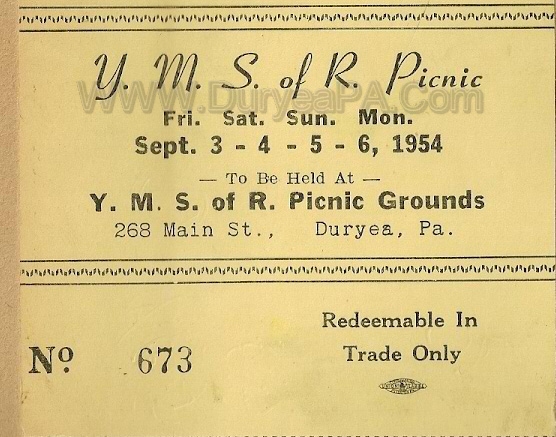 Y. M. S. of R. Picnic
WWW.DuryeaPA.Com
Fri. Sat. Sun. Mon.
Sept. 3 - 4 - 5 - 6, 1954
— To Be Held At —
Y. M. S. of R. Picnic Grounds
268 Main St., Duryea, Pa.
Redeemable In
Trade Only
No. 673